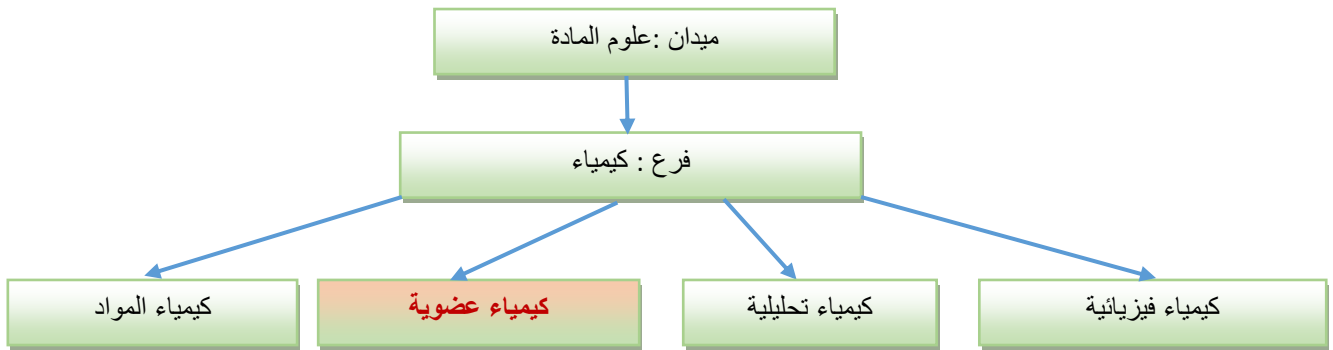 ميدان :علوم المادة
فرع : كيمياء
كيمياء فيزيائية
كيمياء تحليلية
كيمياء عضوية
كيمياء المواد